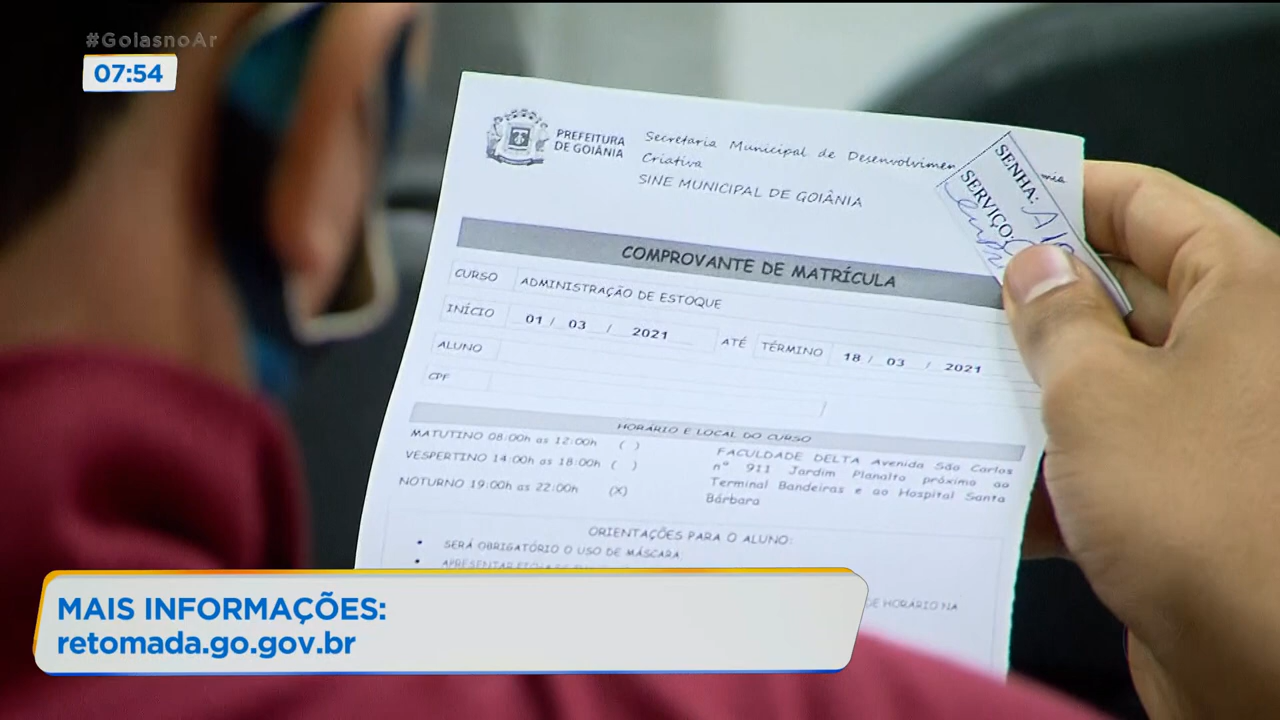 #GoiasnoAr
07:54
PREFEITURA
DE GOIÂNIA
Secretaria Municipal de
Criativa
SINE MUNICIPAL DE GOIÂNIA
SENHA:
SERVIÇO:
COMPROVANTE DE MATRÍCULA
CURSO ADMINISTRAÇÃO DE ESTOQUE
INÍCIO 01 / 03 / 2021 ATÉ TÉRMINO 18 / 03 / 2021
ALUNO
CPF
HORÁRIO E LOCAL DO CURSO
MATUTINO 08:00h as 12:00h ( )
VESPERTINO 14:00h as 18:00h ( )
NOTURNO 19:00h as 22:00h (X)
FACULDADE DELTA Avenida São Carlos
nº 911 Jardim Planalto próximo ao
Terminal Bandeiras e ao Hospital Santa
Bárbara
ORIENTAÇÕES PARA O ALUNO:
• SERÁ OBRIGATÓRIO O USO DE MÁSCARA
• APRESENTAR
DE HORÁRIO NA
MAIS INFORMAÇÕES:
retomada.go.gov.br